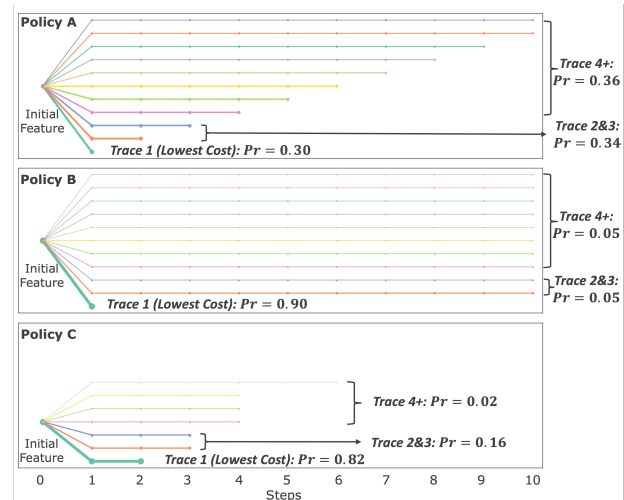 Policy A
Trace 4+:
Pr = 0.36
Initial
Feature
Trace 2&3:
Pr = 0.34
Trace 1 (Lowest Cost): Pr = 0.30
Policy B
Trace 4+:
Pr = 0.05
Initial
Feature
Trace 2&3:
Pr = 0.05
Trace 1 (Lowest Cost): Pr = 0.90
Policy C
Trace 4+: Pr = 0.02
Initial
Feature
Trace 2&3: Pr = 0.16
Trace 1 (Lowest Cost): Pr = 0.82
0 1 2 3 4 5 6 7 8 9 10
Steps